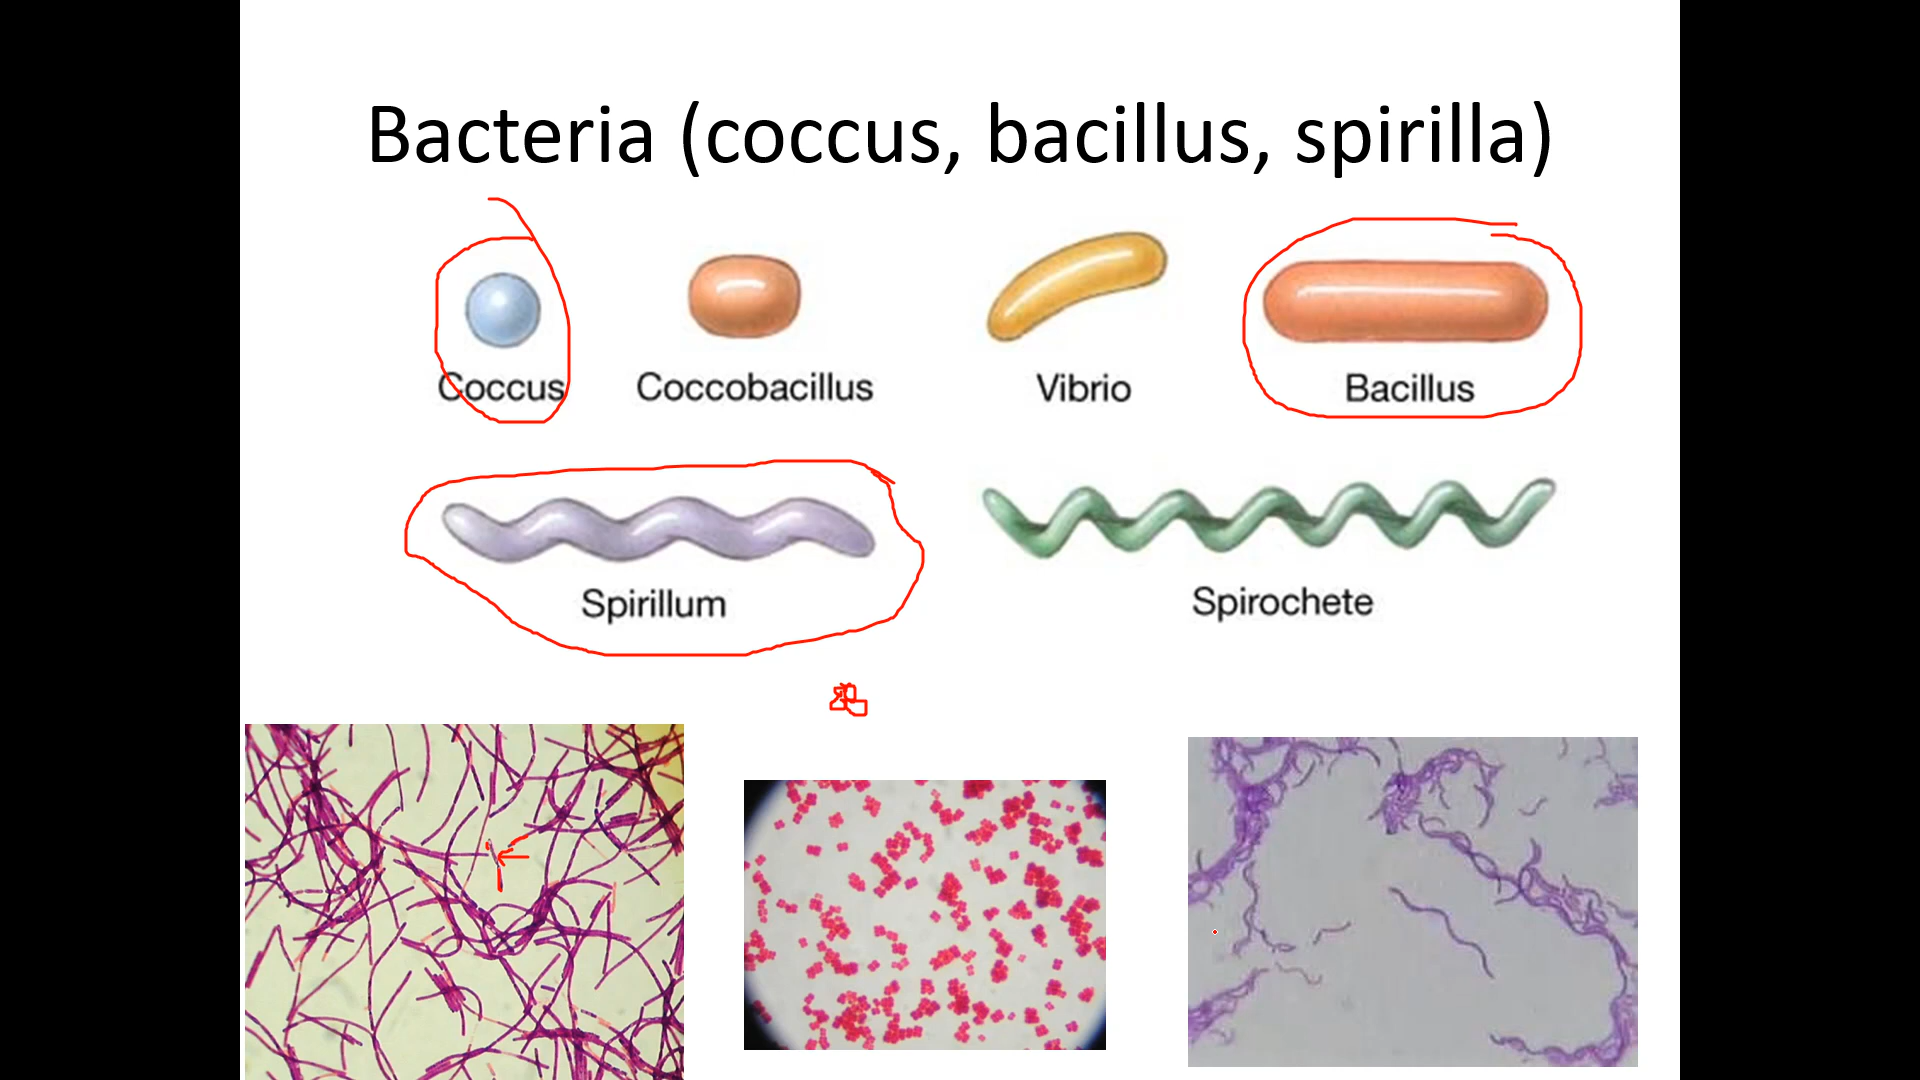 Bacteria (coccus, bacillus, spirilla)
Coccus Coccobacillus Vibrio Bacillus
Spirillum Spirochete